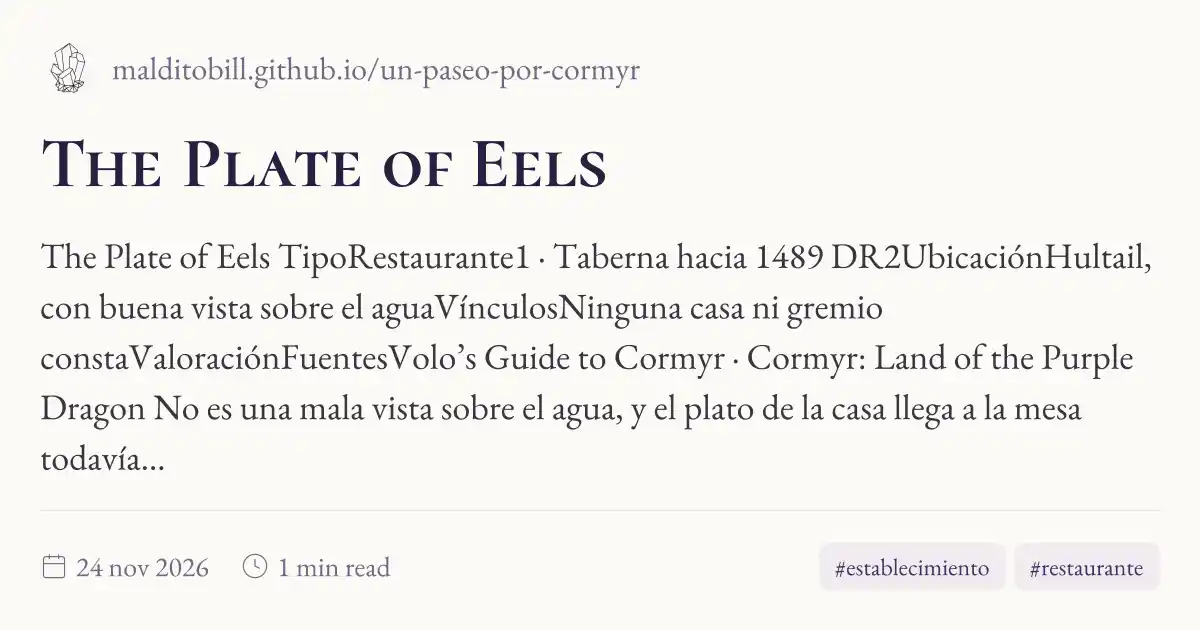 malditobill.github.io/un-paseo-por-cormyr
The Plate of Eels
The Plate of Eels TipoRestaurante1 · Taberna hacia 1489 DR2UbicaciónHultail,
con buena vista sobre el aguaVínculosNinguna casa ni gremio
constaValoraciónFuentesVolo’s Guide to Cormyr · Cormyr: Land of the Purple
Dragon No es una mala vista sobre el agua, y el plato de la casa llega a la mesa
todavía...
24 nov 2026 1 min read #establecimiento #restaurante